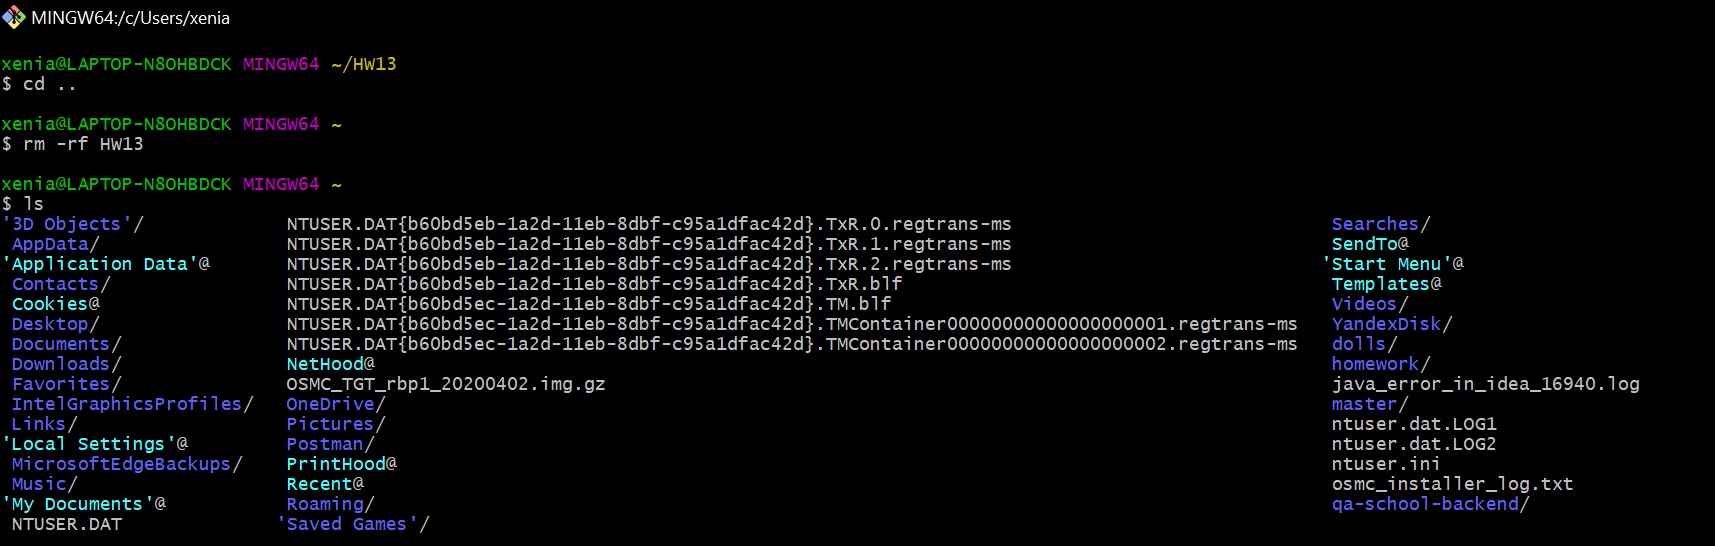 MINGW64:/c/Users/xenia
xenia@LAPTOP-N8OHBDCK MINGW64 ~/HW13
$ cd ..
xenia@LAPTOP-N8OHBDCK MINGW64 ~
$ rm -rf HW13
xenia@LAPTOP-N8OHBDCK MINGW64 ~
$ ls
'3D Objects'/ NTUSER.DAT{b60bd5eb-1a2d-11eb-8dbf-c95a1dfac42d}.TxR.0.regtrans-ms Searches/
AppData/ NTUSER.DAT{b60bd5eb-1a2d-11eb-8dbf-c95a1dfac42d}.TxR.1.regtrans-ms SendTo@
'Application Data'@ NTUSER.DAT{b60bd5eb-1a2d-11eb-8dbf-c95a1dfac42d}.TxR.2.regtrans-ms 'Start Menu'@
Contacts/ NTUSER.DAT{b60bd5eb-1a2d-11eb-8dbf-c95a1dfac42d}.TxR.blf Templates@
Cookies@ NTUSER.DAT{b60bd5ec-1a2d-11eb-8dbf-c95a1dfac42d}.TM.blf Videos/
Desktop/ NTUSER.DAT{b60bd5ec-1a2d-11eb-8dbf-c95a1dfac42d}.TMContainer00000000000000000001.regtrans-ms YandexDisk/
Documents/ NTUSER.DAT{b60bd5ec-1a2d-11eb-8dbf-c95a1dfac42d}.TMContainer00000000000000000002.regtrans-ms dolls/
Downloads/ NetHood@ homework/
Favorites/ OSMC_TGT_rbp1_20200402.img.gz java_error_in_idea_16940.log
IntelGraphicsProfiles/ OneDrive/ master/
Links/ Pictures/ ntuser.dat.LOG1
'Local Settings'@ Postman/ ntuser.dat.LOG2
MicrosoftEdgeBackups/ PrintHood@ ntuser.ini
Music/ Recent@ osmc_installer_log.txt
'My Documents'@ Roaming/ qa-school-backend/
NTUSER.DAT 'Saved Games'/